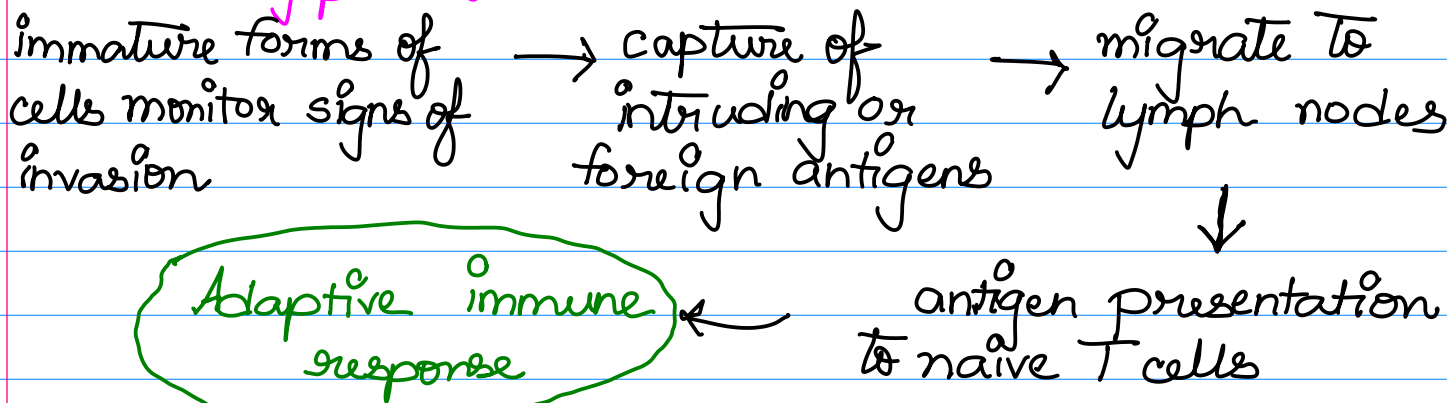 immature forms of → capture of → migrate to
cells monitor signs of intruding or lymph nodes
invasion foreign antigens
↓
Adaptive immune ← antigen presentation
response to naive T cells